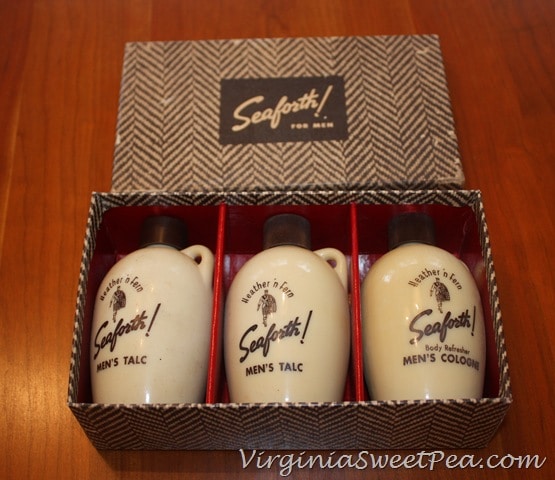 Seaforth!
FOR MEN
Heather 'n Fern
Seaforth!
MEN'S TALC
Heather 'n Fern
Seaforth!
MEN'S TALC
Heather 'n Fern
Seaforth!
Body Refresher
MEN'S COLOGNE
VirginiaSweetPea.com